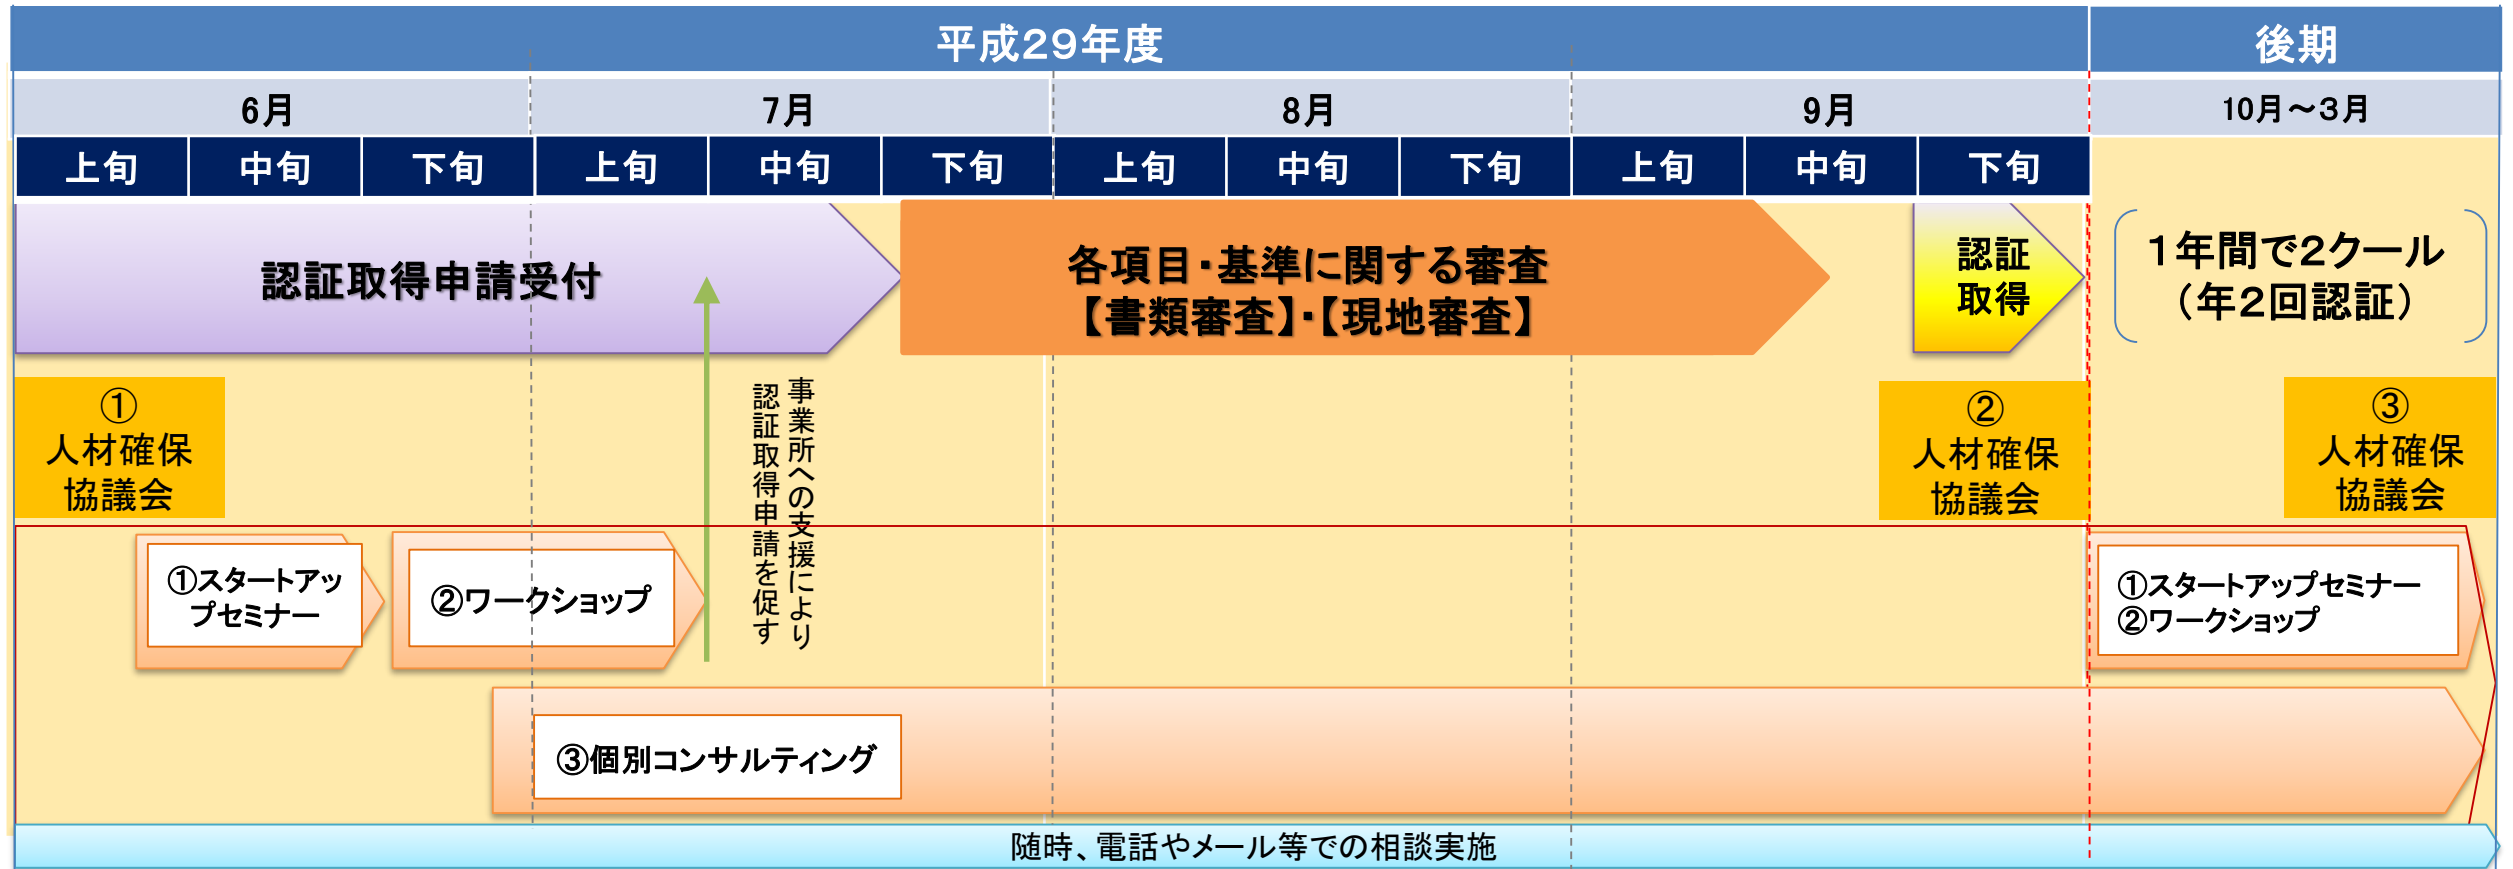 平成29年度
後期
6月
7月
8月
9月
10月～3月
上旬
中旬
下旬
上旬
中旬
下旬
上旬
中旬
下旬
上旬
中旬
下旬
認証取得申請受付
各項目・基準に関する審査
【書類審査】・【現地審査】
認証
取得
１年間で２クール
（年２回認証）
①
人材確保
協議会
事業所への支援により
認証取得申請を促す
②
人材確保
協議会
③
人材確保
協議会
①スタートアッ
プセミナー
②ワークショップ
①スタートアップセミナー
②ワークショップ
③個別コンサルティング
随時、電話やメール等での相談実施